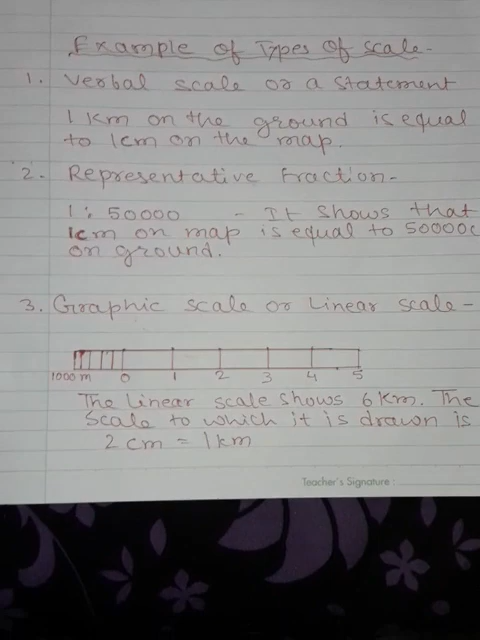 Example of Types of scale-
1. Verbal scale or a statement
1 km on the ground is equal
to 1cm on the map.
2. Representative fraction-
1:50000 - It shows that
1cm on map is equal to 50000c
on ground.
3. Graphic scale or Linear scale-
1000 m 0 1 2 3 4 5
The Linear scale shows 6 km. The
scale to which it is drawn is
2 cm = 1km
Teacher's Signature :